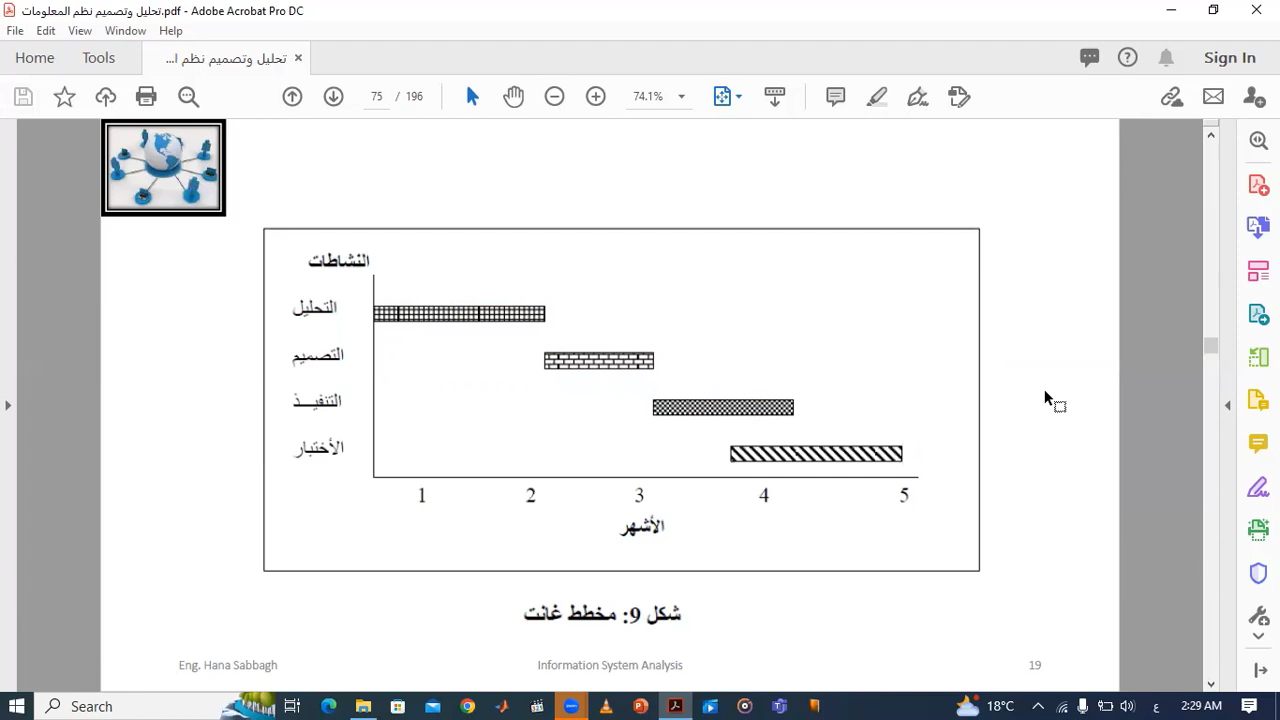 تحليل وتصميم نظم المعلومات.pdf - Adobe Acrobat Pro DC
File Edit View Window Help
Home Tools تحليل وتصميم نظم ا... Sign In
75 / 196 74.1%
النشاطات
التحليل
التصميم
التنفيـــذ
الأختبار
1 2 3 4 5
الأشهر
شكل 9: مخطط غانت
Eng. Hana Sabbagh Information System Analysis 19
Search 18°C ع 2:29 AM